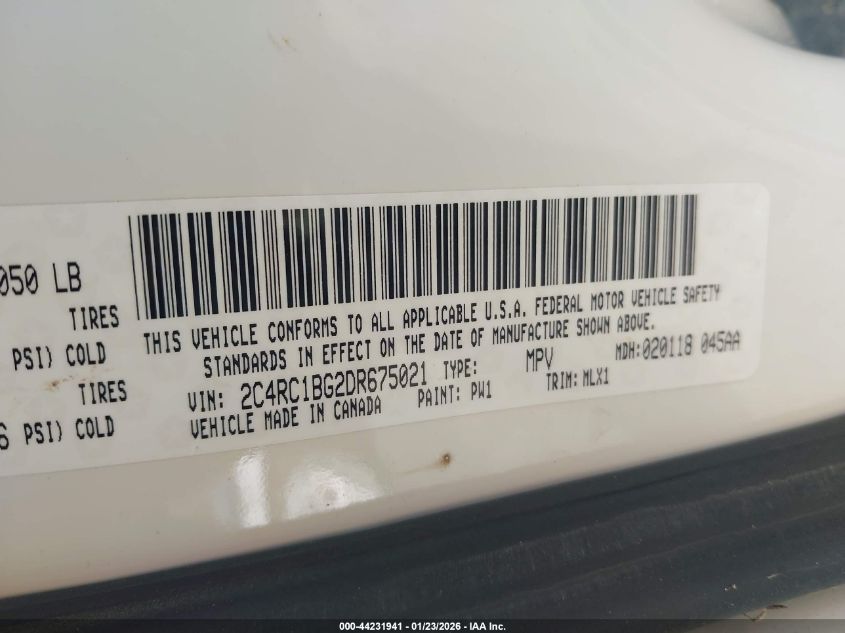 050 LB
TIRES
PSI) COLD
6 PSI) COLD
THIS VEHICLE CONFORMS TO ALL APPLICABLE U.S.A. FEDERAL MOTOR VEHICLE SAFETY
STANDARDS IN EFFECT ON THE DATE OF MANUFACTURE SHOWN ABOVE.
VIN: 2C4RC1BG2DR675021 TYPE: MPV MDH:020118 045AA
VEHICLE MADE IN CANADA PAINT: PW1 TRIM: MLX1
TIRES
000-44231941 - 01/23/2026 - IAA Inc.